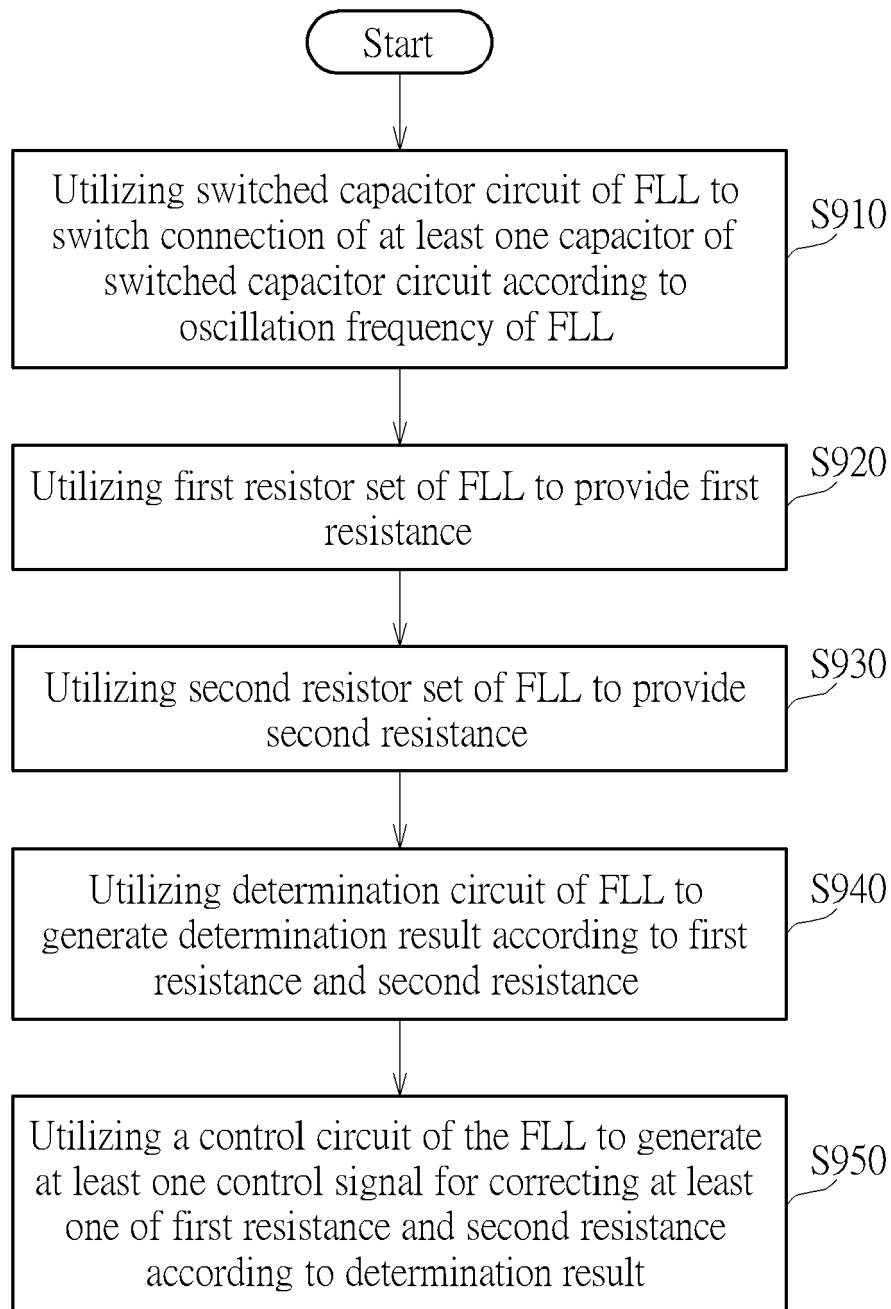 Start
Utilizing switched capacitor circuit of FLL to
switch connection of at least one capacitor of
switched capacitor circuit according to
oscillation frequency of FLL
S910
Utilizing first resistor set of FLL to provide first
resistance
S920
Utilizing second resistor set of FLL to provide
second resistance
S930
Utilizing determination circuit of FLL to
generate determination result according to first
resistance and second resistance
S940
Utilizing a control circuit of the FLL to generate
at least one control signal for correcting at least
one of first resistance and second resistance
according to determination result
S950